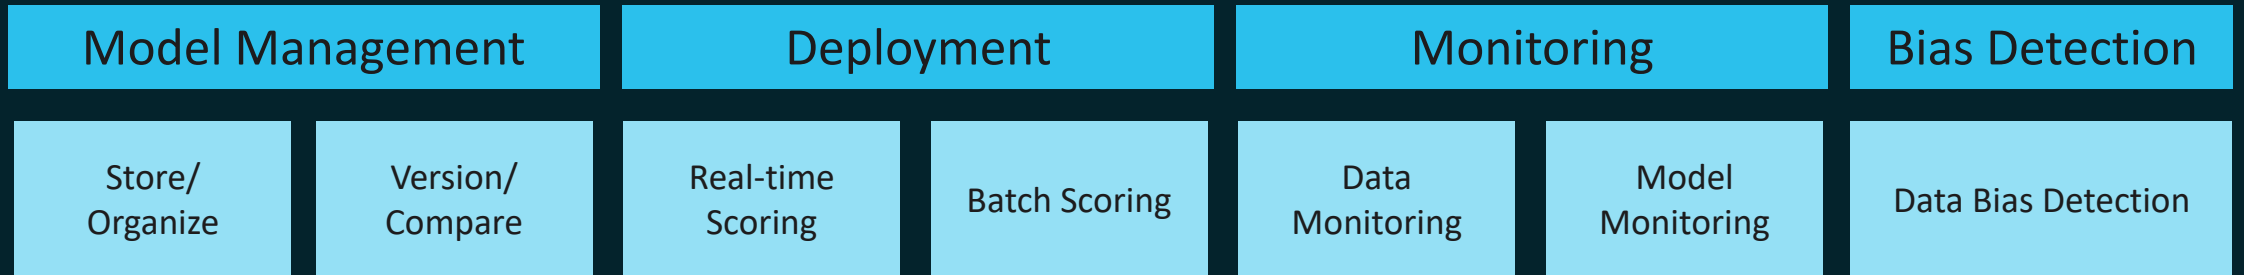 Model Management
Deployment
Monitoring
Bias Detection
Store/
Organize
Version/
Compare
Real-time
Scoring
Batch Scoring
Data
Monitoring
Model
Monitoring
Data Bias Detection